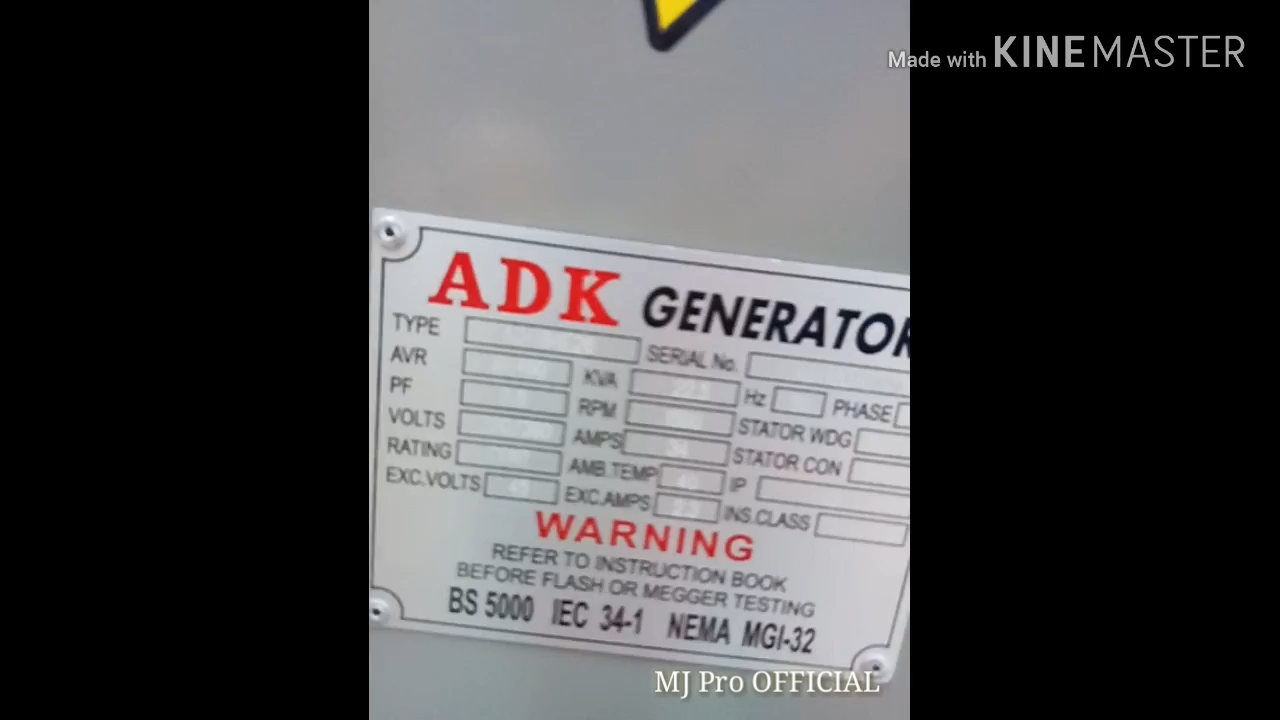 Made with KINEMASTER
ADK GENERATOR
TYPE SERIAL No.
AVR KVA Hz PHASE
PF RPM STATOR WDG
VOLTS AMPS STATOR CON
RATING AMB.TEMP IP
EXC.VOLTS EXC.AMPS INS.CLASS
WARNING
REFER TO INSTRUCTION BOOK
BEFORE FLASH OR MEGGER TESTING
BS 5000 IEC 34-1 NEMA MGI-32
MJ Pro OFFICIAL